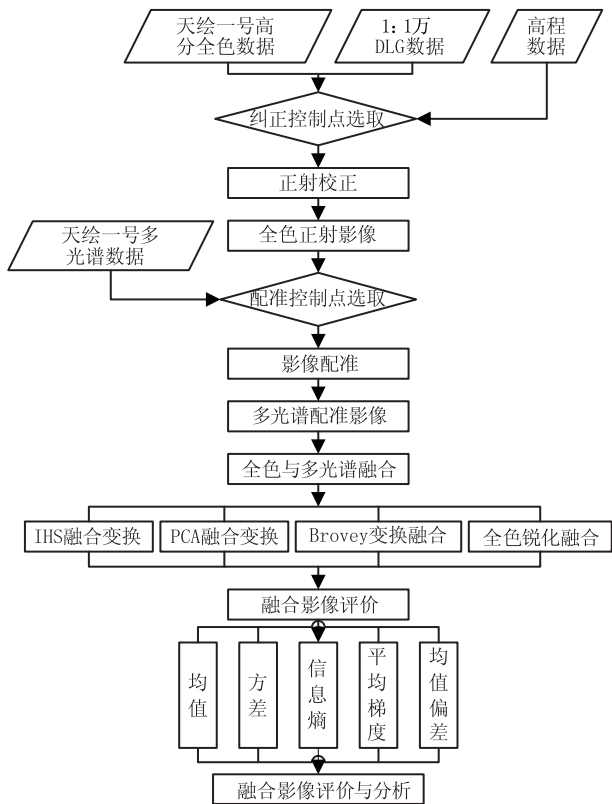 天绘一号高
分全色数据
1:1万
DLG数据
高程
数据
纠正控制点选取
正射校正
全色正射影像
天绘一号多
光谱数据
配准控制点选取
影像配准
多光谱配准影像
全色与多光谱融合
IHS融合变换
PCA融合变换
Brovey变换融合
全色锐化融合
融合影像评价
均值
方差
信息熵
平均梯度
均值偏差
融合影像评价与分析